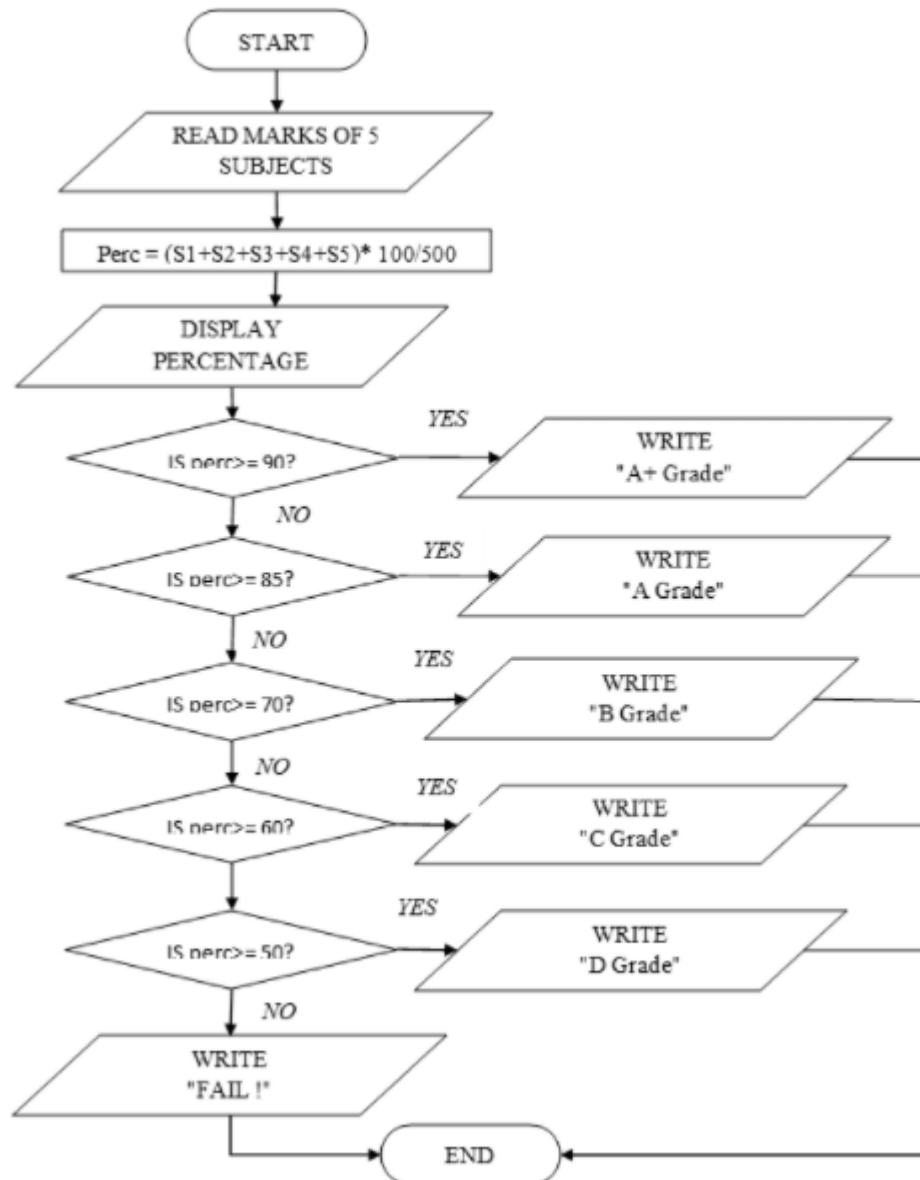 START
READ MARKS OF 5
SUBJECTS
Perc = (S1+S2+S3+S4+S5)* 100/500
DISPLAY
PERCENTAGE
IS perc>= 90?
YES
WRITE
"A+ Grade"
NO
IS perc>= 85?
YES
WRITE
"A Grade"
NO
IS perc>= 70?
YES
WRITE
"B Grade"
NO
IS perc>= 60?
YES
WRITE
"C Grade"
IS perc>= 50?
YES
WRITE
"D Grade"
NO
WRITE
"FAIL !"
END